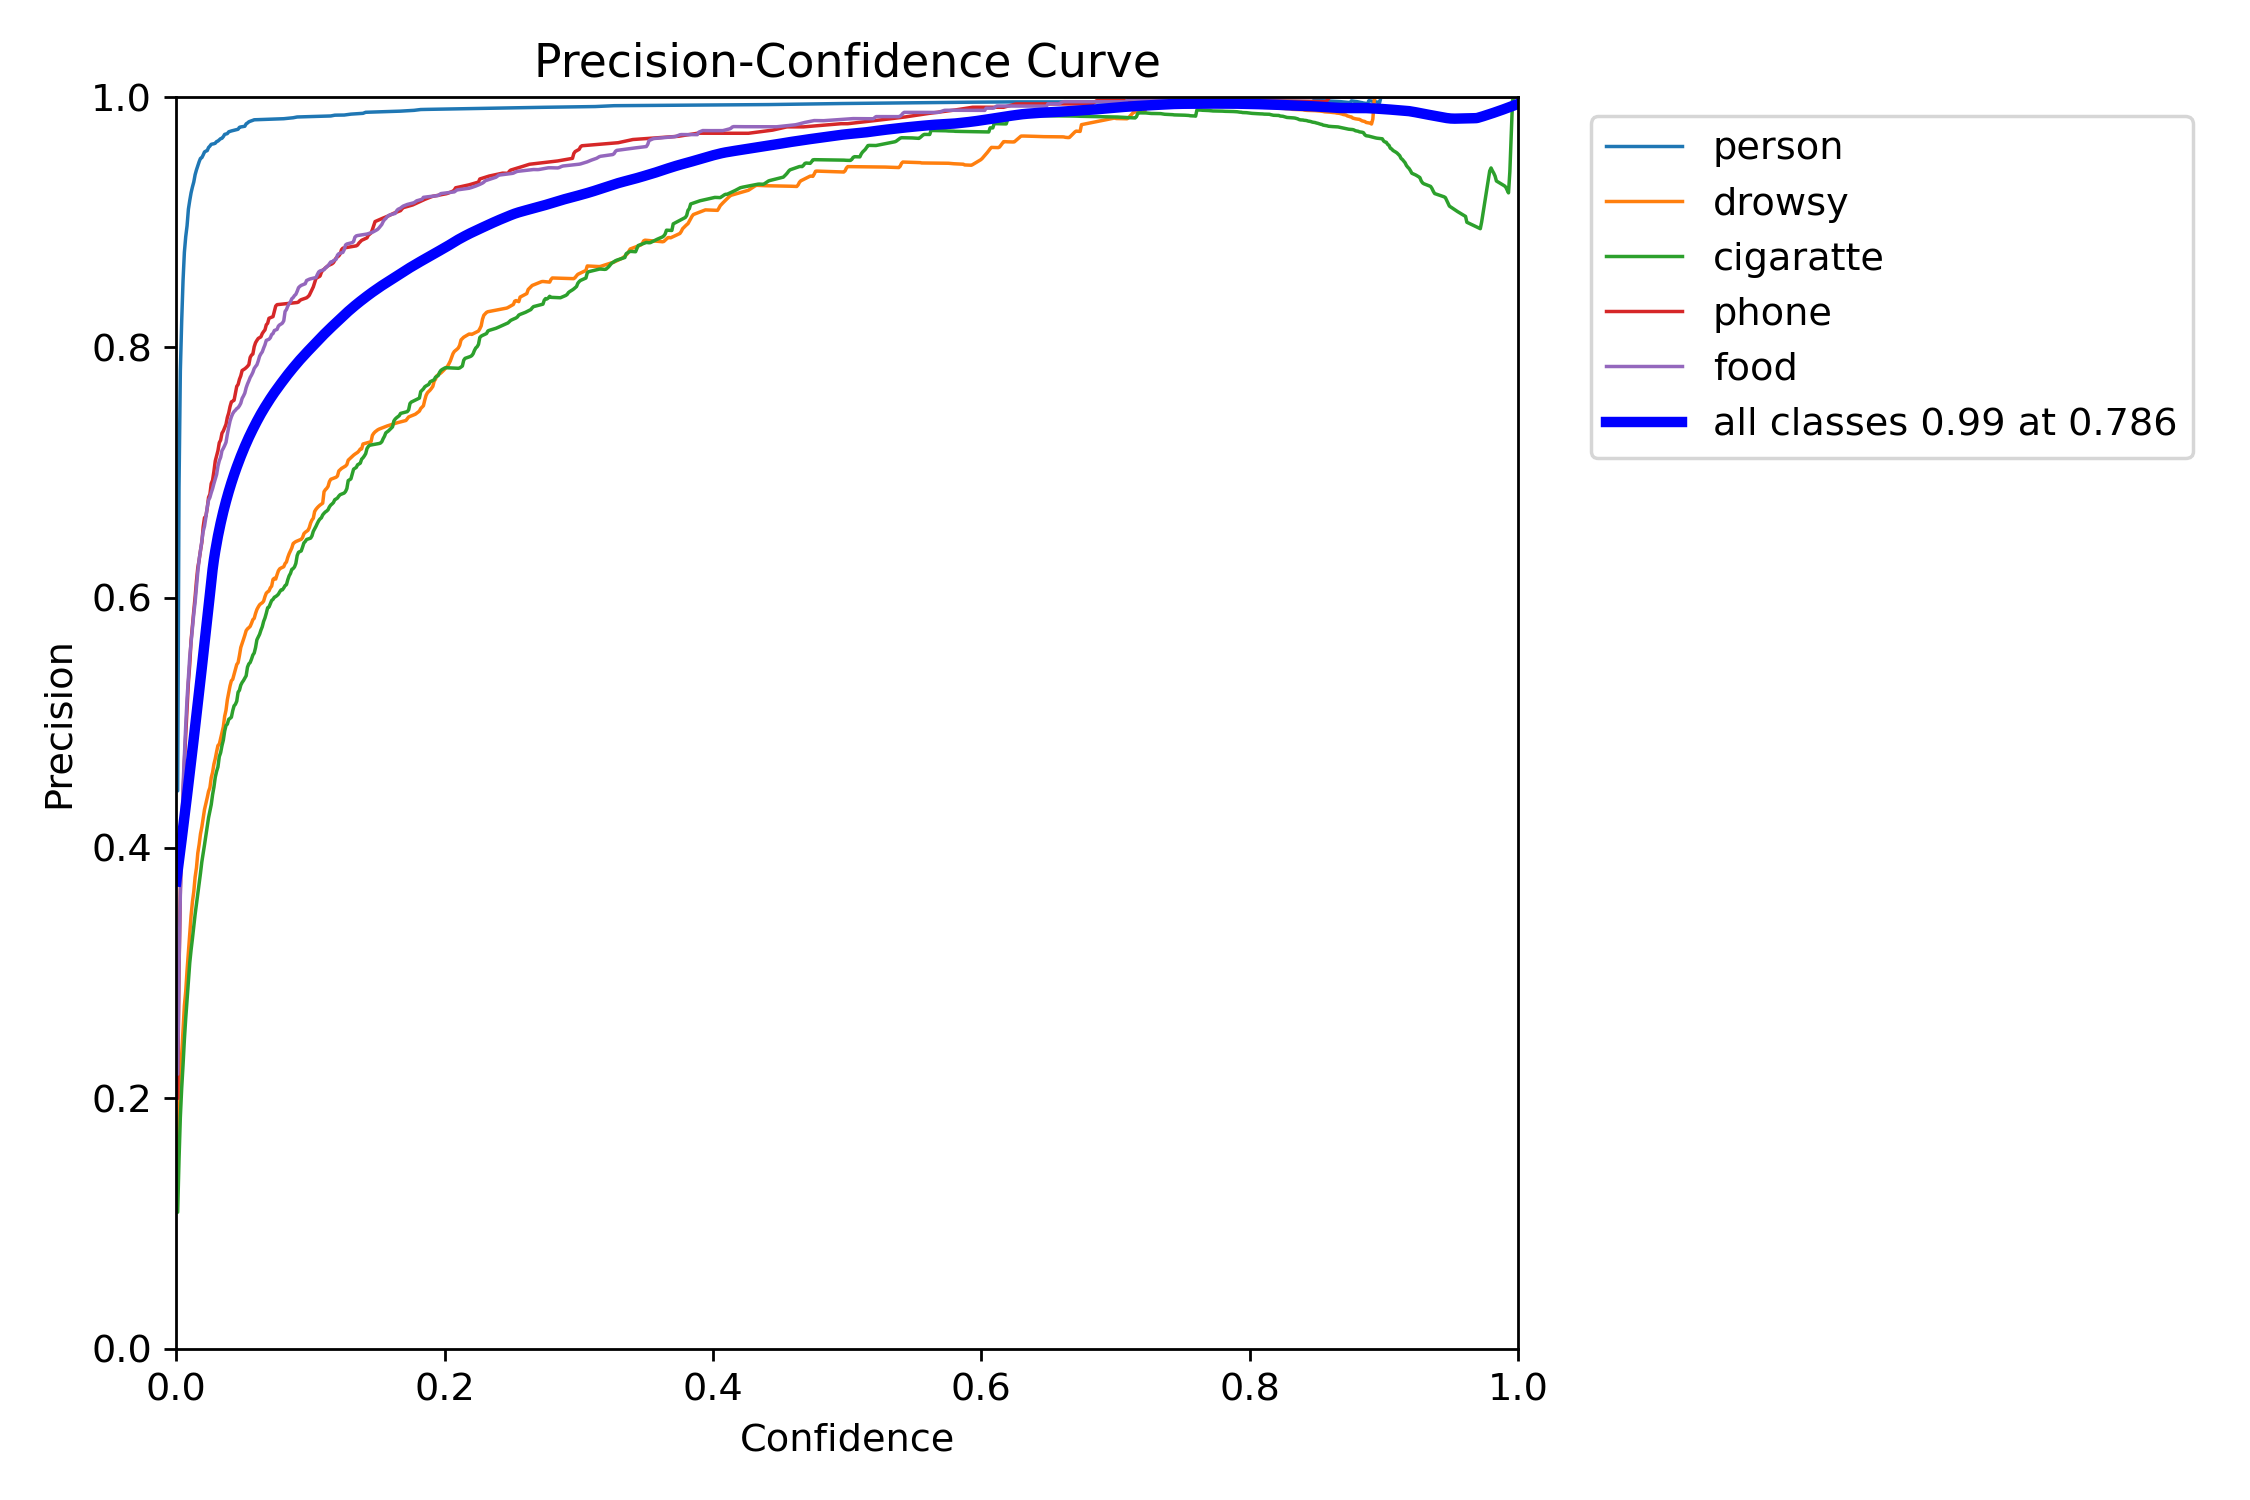 Precision-Confidence Curve
1.0
0.8
0.6
0.4
0.2
0.0
Precision
0.0 0.2 0.4 0.6 0.8 1.0
Confidence
person
drowsy
cigaratte
phone
food
all classes 0.99 at 0.786